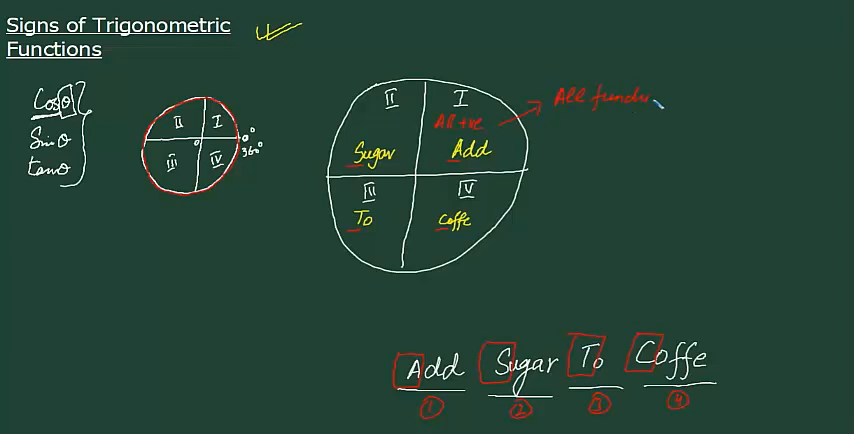 Signs of Trigonometric
Functions
Cosθ
Sinθ
tanθ
II I
III IV
0
0°
360°
II I
All +ve
All functi
Sugar Add
III IV
To Coffe
Add Sugar To Coffe
1 2 3 4